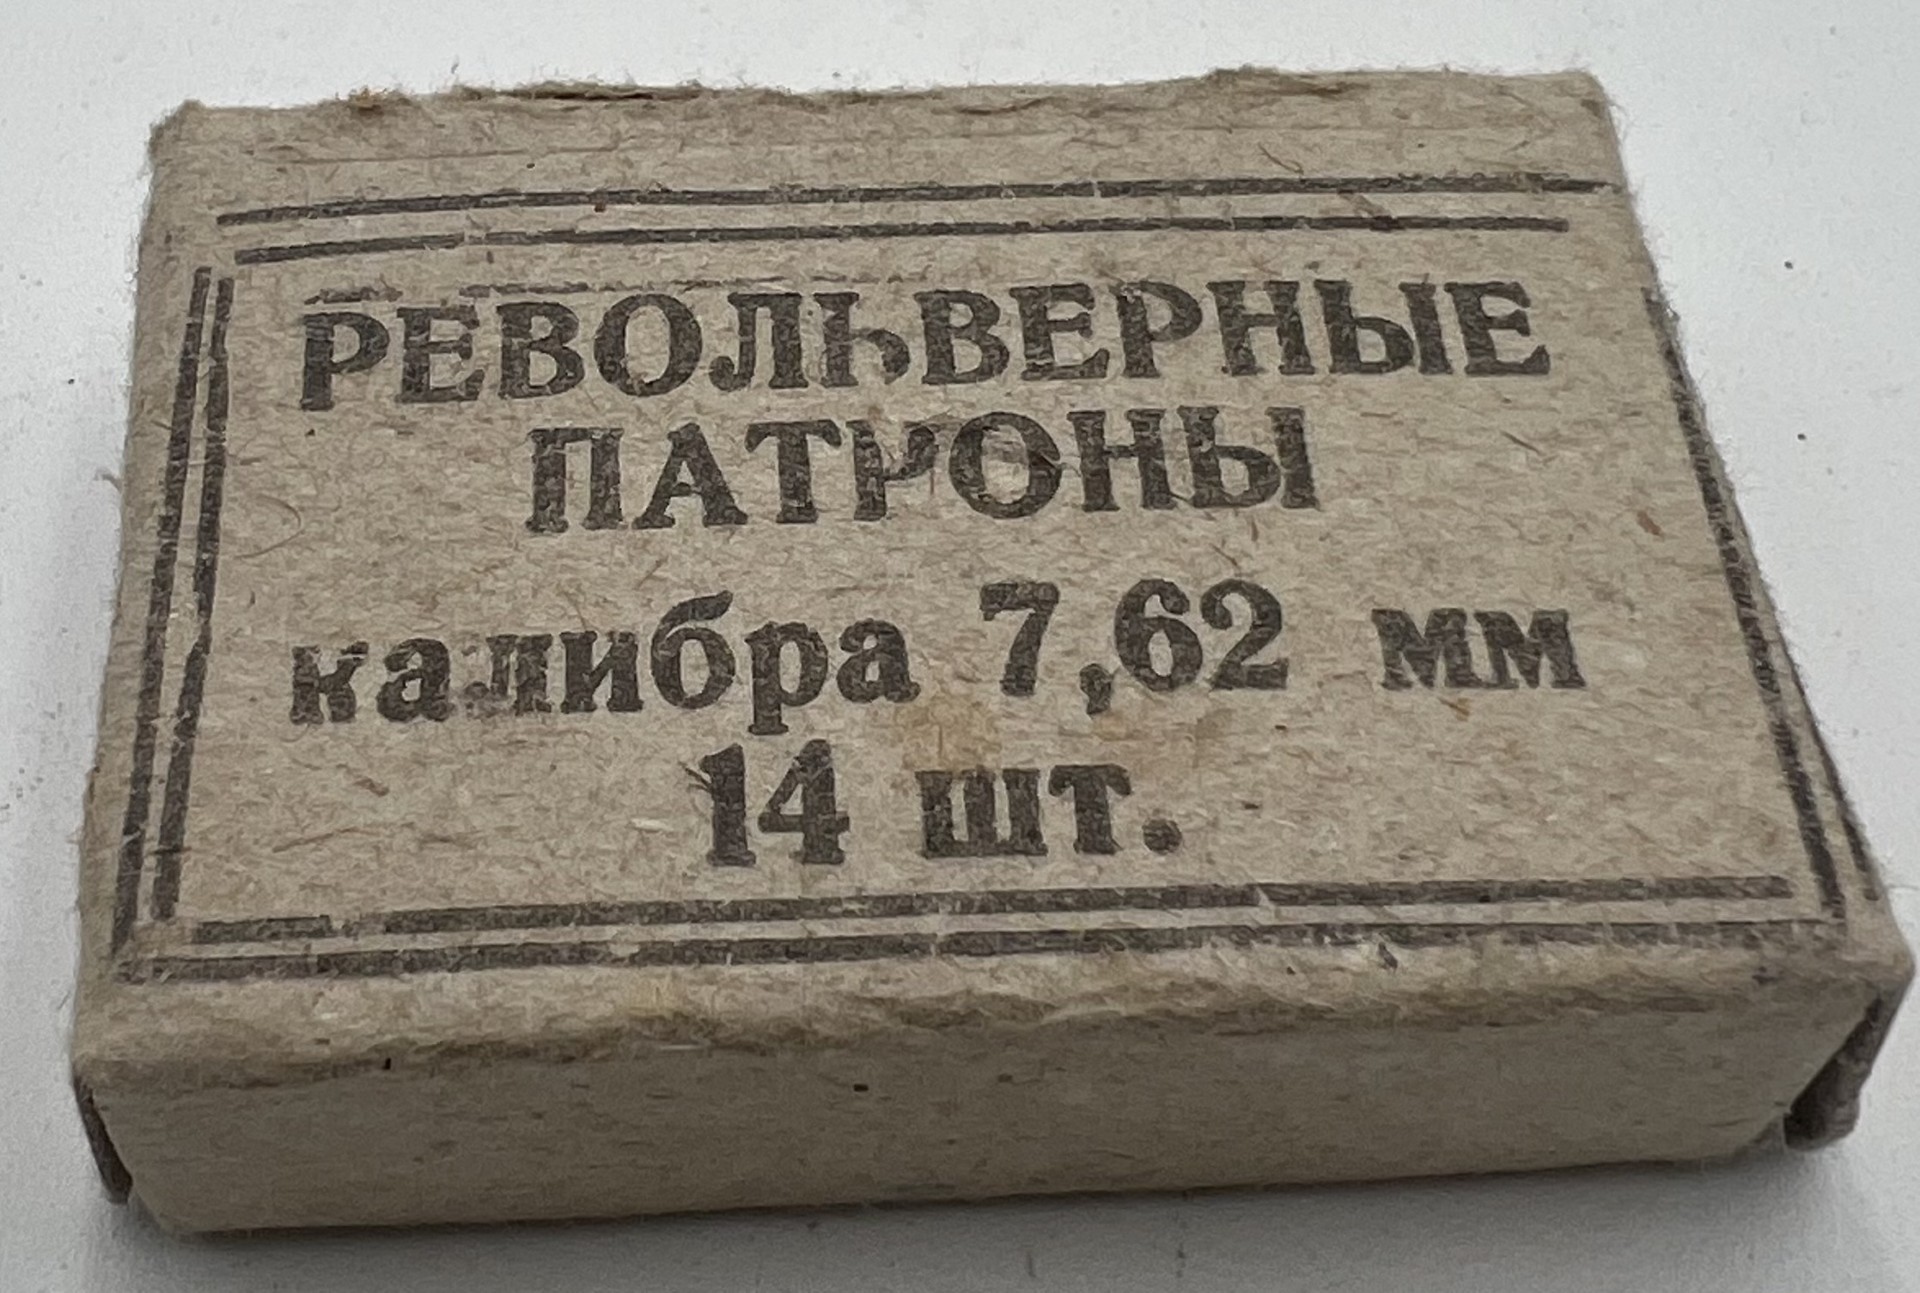 РЕВОЛЬВЕРНЫЕ
ПАТРОНЫ
калибра 7,62 мм
14 шт.